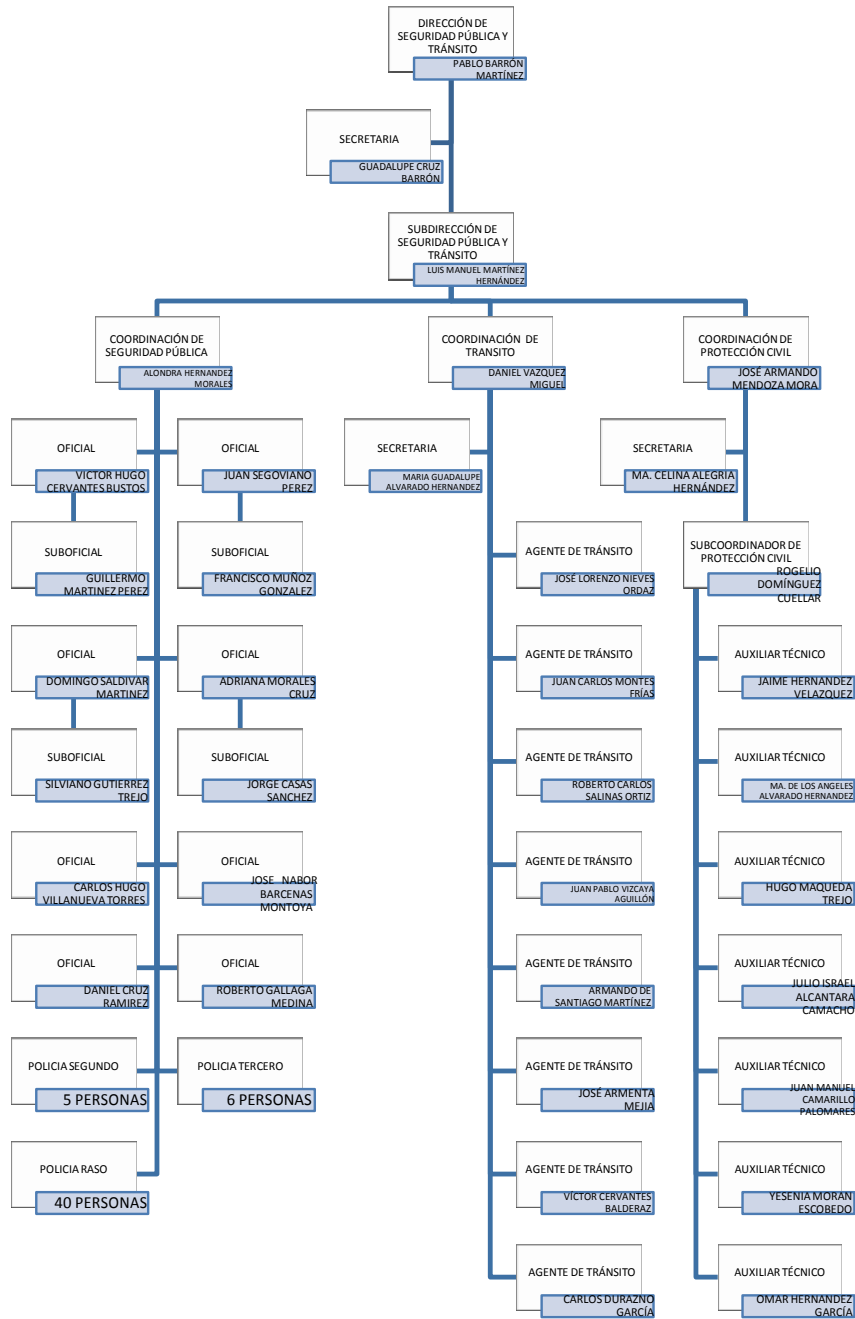 DIRECCIÓN DE
SEGURIDAD PÚBLICA Y
TRÁNSITO
PABLO BARRÓN
MARTÍNEZ
SECRETARIA
GUADALUPE CRUZ
BARRÓN
SUBDIRECCIÓN DE
SEGURIDAD PÚBLICA Y
TRÁNSITO
LUIS MANUEL MARTÍNEZ
HERNÁNDEZ
COORDINACIÓN DE
SEGURIDAD PÚBLICA
ALONDRA HERNANDEZ
MORALES
OFICIAL
VICTOR HUGO
CERVANTES BUSTOS
OFICIAL
JUAN SEGOVIANO
PEREZ
SUBOFICIAL
GUILLERMO
MARTINEZ PEREZ
SUBOFICIAL
FRANCISCO MUÑOZ
GONZALEZ
OFICIAL
DOMINGO SALDIVAR
MARTINEZ
OFICIAL
ADRIANA MORALES
CRUZ
SUBOFICIAL
SILVIANO GUTIERREZ
TREJO
SUBOFICIAL
JORGE CASAS
SANCHEZ
OFICIAL
CARLOS HUGO
VILLANUEVA TORRES
OFICIAL
JOSE NABOR
BARCENAS
MONTOYA
OFICIAL
DANIEL CRUZ
RAMIREZ
OFICIAL
ROBERTO GALLAGA
MEDINA
POLICIA SEGUNDO
5 PERSONAS
POLICIA TERCERO
6 PERSONAS
POLICIA RASO
40 PERSONAS
COORDINACIÓN DE
TRANSITO
DANIEL VAZQUEZ
MIGUEL
SECRETARIA
MARIA GUADALUPE
ALVARADO HERNANDEZ
AGENTE DE TRÁNSITO
JOSÉ LORENZO NIEVES
ORDAZ
AGENTE DE TRÁNSITO
JUAN CARLOS MONTES
FRÍAS
AGENTE DE TRÁNSITO
ROBERTO CARLOS
SALINAS ORTIZ
AGENTE DE TRÁNSITO
JUAN PABLO VIZCAYA
AGUILLÓN
AGENTE DE TRÁNSITO
ARMANDO DE
SANTIAGO MARTÍNEZ
AGENTE DE TRÁNSITO
JOSÉ ARMENTA
MEJIA
AGENTE DE TRÁNSITO
VÍCTOR CERVANTES
BALDERAZ
AGENTE DE TRÁNSITO
CARLOS DURAZNO
GARCÍA
COORDINACIÓN DE
PROTECCIÓN CIVIL
JOSÉ ARMANDO
MENDOZA MORA
SECRETARIA
MA. CELINA ALEGRIA
HERNÁNDEZ
SUBCOORDINADOR DE
PROTECCIÓN CIVIL
ROGELIO
DOMÍNGUEZ
CUELLAR
AUXILIAR TÉCNICO
JAIME HERNANDEZ
VELAZQUEZ
AUXILIAR TÉCNICO
MA. DE LOS ANGELES
ALVARADO HERNANDEZ
AUXILIAR TÉCNICO
HUGO MAQUEDA
TREJO
AUXILIAR TÉCNICO
JULIO ISRAEL
ALCANTARA
CAMACHO
AUXILIAR TÉCNICO
JUAN MANUEL
CAMARILLO
PALOMARES
AUXILIAR TÉCNICO
YESENIA MORÁN
ESCOBEDO
AUXILIAR TÉCNICO
OMAR HERNANDEZ
GARCÍA